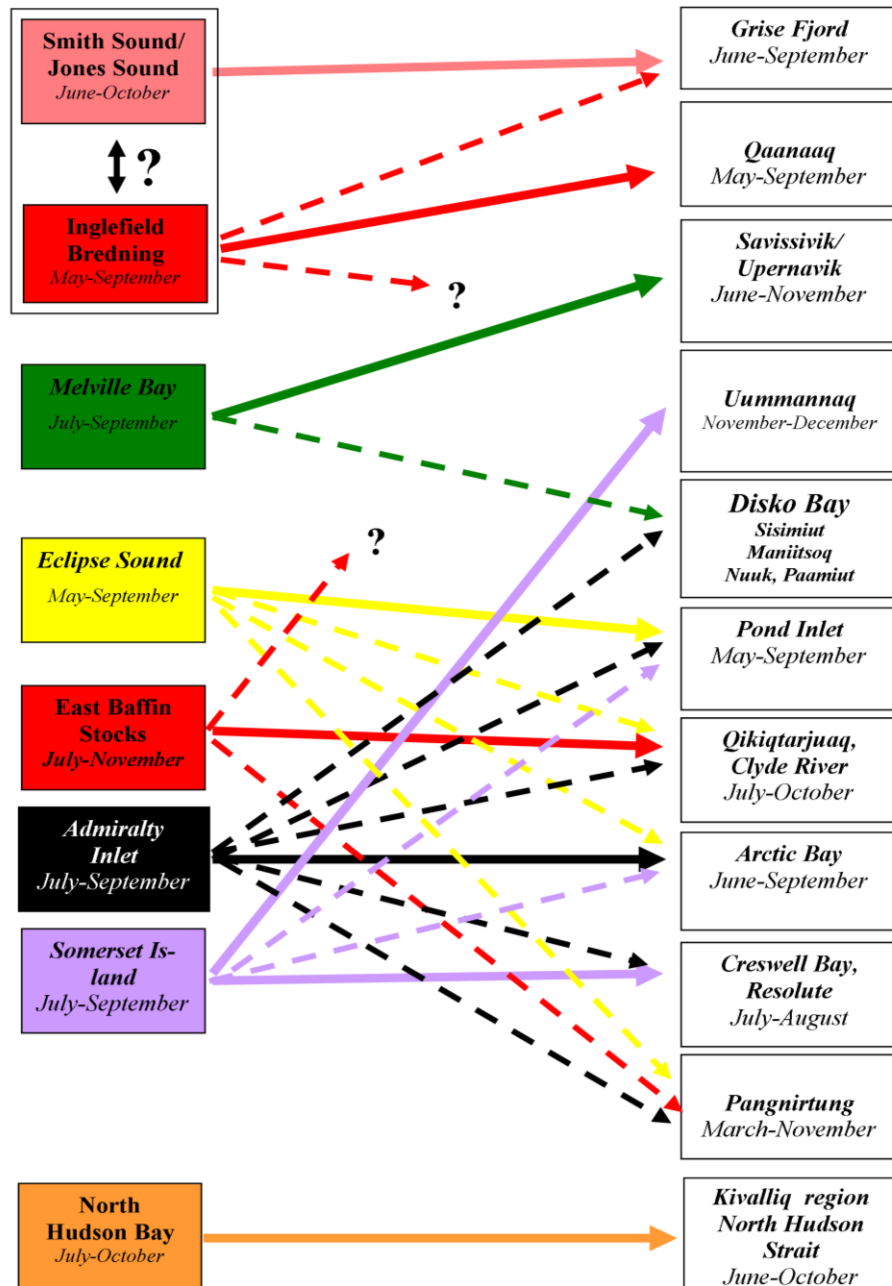 Smith Sound/
Jones Sound
June-October
?
Inglefield
Bredning
May-September
?
Melville Bay
July-September
?
Eclipse Sound
May-September
East Baffin
Stocks
July-November
Admiralty
Inlet
July-September
Somerset Is-
land
July-September
North
Hudson Bay
July-October
Grise Fjord
June-September
Qaanaaq
May-September
Savissivik/
Upernavik
June-November
Uummannaq
November-December
Disko Bay
Sisimiut
Maniitsoq
Nuuk, Paamiut
Pond Inlet
May-September
Qikiqtarjuaq,
Clyde River
July-October
Arctic Bay
June-September
Creswell Bay,
Resolute
July-August
Pangnirtung
March-November
Kivalliq region
North Hudson
Strait
June-October